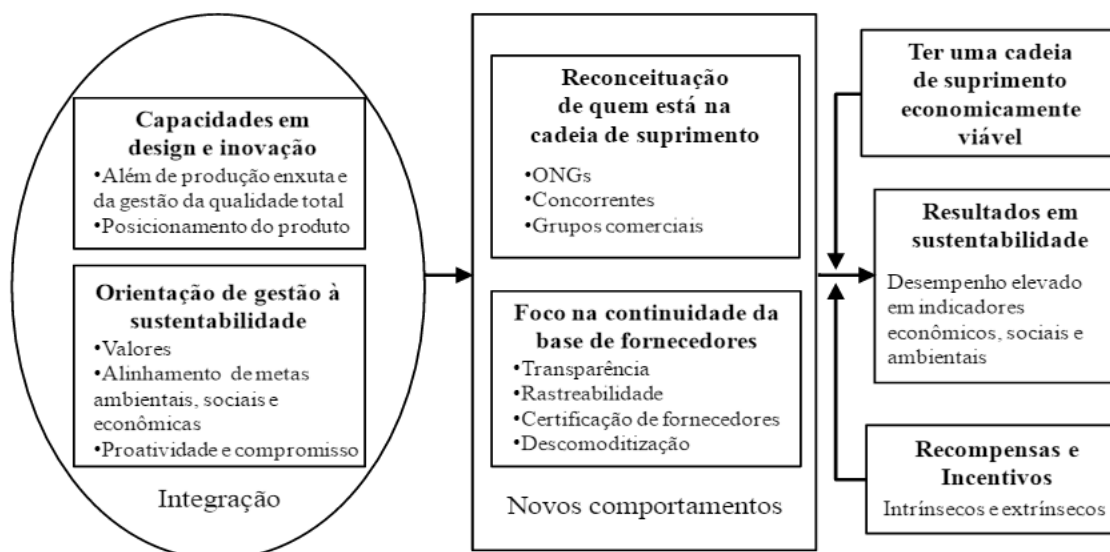 Capacidades em
design e inovação
•Além de produção enxuta e
da gestão da qualidade total
•Posicionamento do produto
Orientação de gestão à
sustentabilidade
•Valores
•Alinhamento de metas
ambientais, sociais e
econômicas
•Proatividade e compromisso
Integração
Reconceituação
de quem está na
cadeia de suprimento
•ONGs
•Concorrentes
•Grupos comerciais
Foco na continuidade da
base de fornecedores
•Transparência
•Rastreabilidade
•Certificação de fornecedores
•Descomoditização
Novos comportamentos
Ter uma cadeia
de suprimento
economicamente
viável
Resultados em
sustentabilidade
Desempenho elevado
em indicadores
econômicos, sociais e
ambientais
Recompensas e
Incentivos
Intrínsecos e extrínsecos